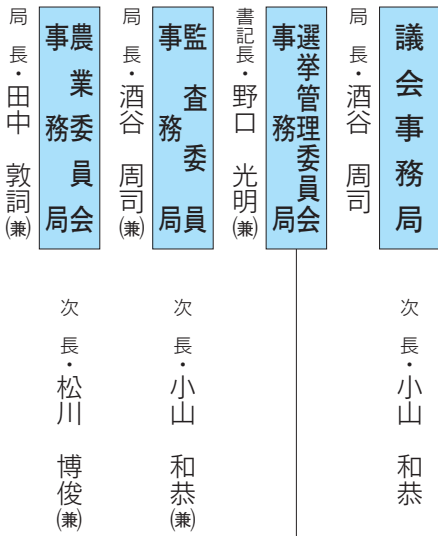 議会事務局
局長・酒谷 周司
次長・小山 和恭
選挙管理委員会
事務局
書記長・野口 光明㈱兼
監査委員
事務局
局長・酒谷 周司(兼)
次長・小山 和恭(兼)
農業委員会
事務局
局長・田中 敦詞(兼)
次長・松川 博俊(兼)